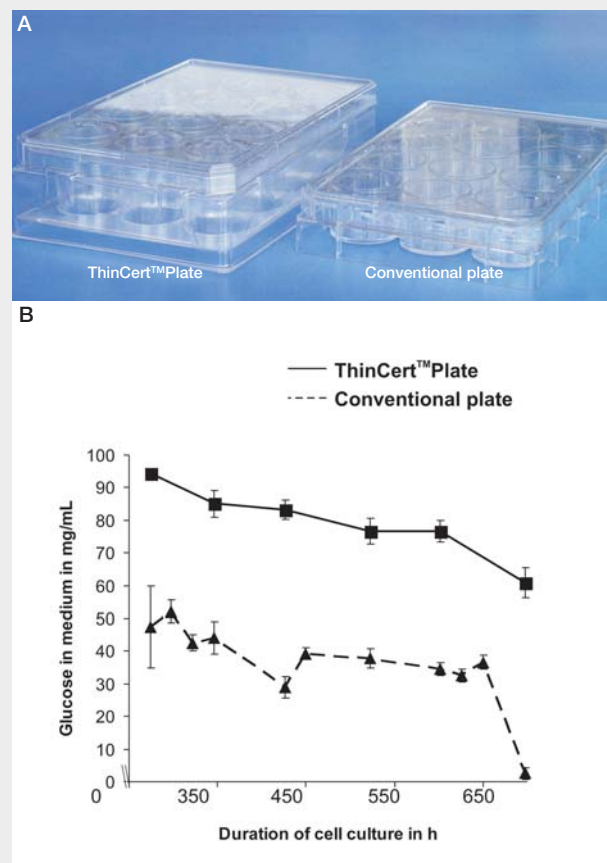 A
ThinCert™Plate
Conventional plate
B
ThinCert™Plate
Conventional plate
Glucose in medium in mg/mL
100
90
80
70
60
50
40
30
20
10
0
0
350
450
550
650
Duration of cell culture in h